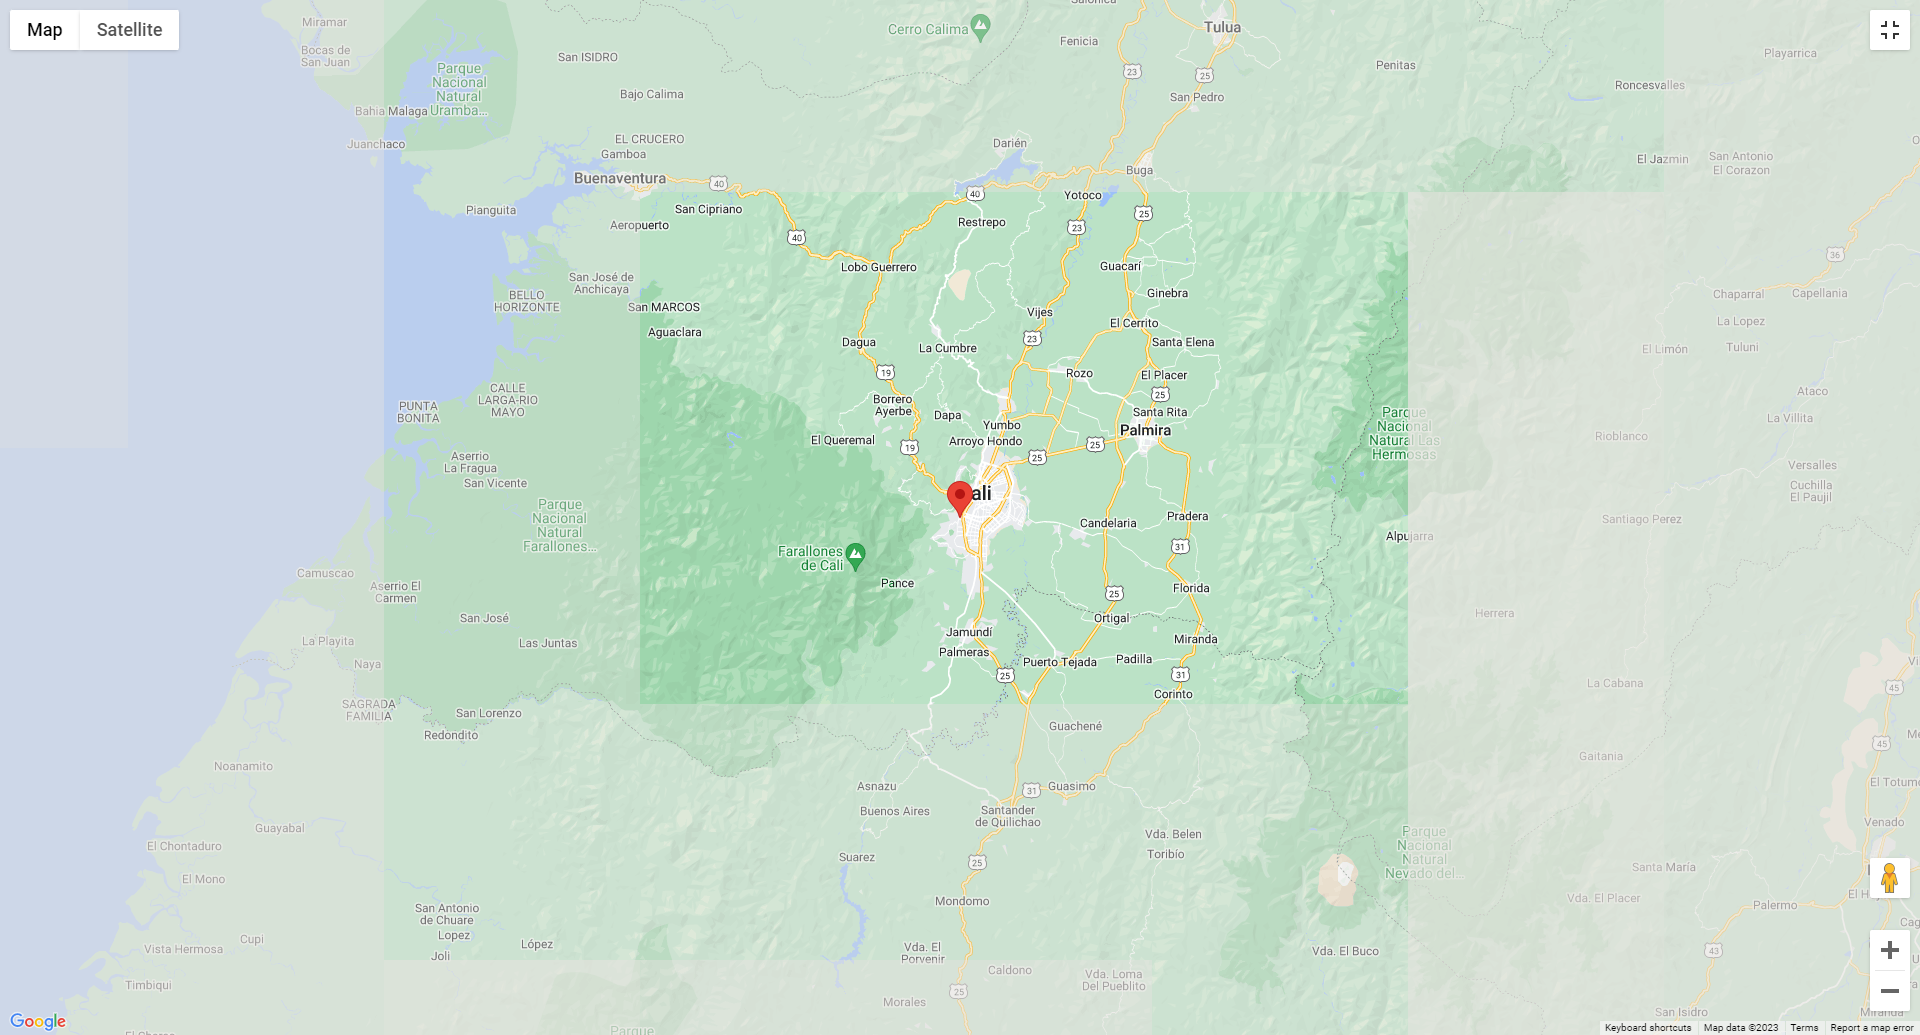 Map
Satellite
Miramar
Bocas de
San Juan
San ISIDRO
Cerro Calima
Fenicia
Tulua
Penitas
Playarrica
Roncesvalles
Parque
Nacional
Natural
Uramba...
Bajo Calima
23
25
San Pedro
Bahia Malaga
Juanchaco
EL CRUCERO
Gamboa
Darién
El Jazmin
San Antonio
El Corazon
Buenaventura
40
Buga
Pianguita
San Cipriano
40
Yotoco
Aeropuerto
Restrepo
25
23
40
36
Lobo Guerrero
Guacarí
San José de
Anchicaya
BELLO
HORIZONTE
San MARCOS
Ginebra
Chaparral
Capellania
Vijes
El Cerrito
La Lopez
Aguaclara
Dagua
La Cumbre
23
Santa Elena
El Limón
Tuluni
19
Rozo
El Placer
CALLE
LARGA-RIO
MAYO
25
Ataco
PUNTA
BONITA
Borrero
Ayerbe
Dapa
Santa Rita
La Villita
Parque
Nacional
Natural Las
Hermosas
Yumbo
Palmira
El Queremal
Arroyo Hondo
25
Rioblanco
19
25
Aserrio
La Fragua
Versalles
San Vicente
ali
Cuchilla
El Paujil
Parque
Nacional
Natural
Farallones...
Candelaria
Pradera
Santiago Perez
Alpujarra
31
Farallones
de Cali
Camuscao
Pance
Aserrio El
Carmen
25
Florida
San José
Ortigal
Herrera
La Playita
Las Juntas
Jamundí
Miranda
Palmeras
Puerto Tejada
Padilla
Naya
25
31
La Cabana
45
Corinto
SAGRADA
FAMILIA
San Lorenzo
Guachené
Redondito
45
Noanamito
Gaitania
Asnazu
31
Guasimo
El Totumo
Buenos Aires
Santander
de Quilichao
Guayabal
Vda. Belen
Parque
Nacional
Natural
Nevado del...
Venado
El Chontaduro
Suarez
Toribío
25
Santa María
El Mono
Mondomo
Vda. El Placer
Palermo
San Antonio
de Chuare
Cupi
Lopez
Vista Hermosa
López
Vda. El
Porvenir
Vda. El Buco
43
Joli
Caldono
Vda. Loma
Del Pueblito
Timbiqui
25
Morales
San Isidro
Miranda
Google
Parque
Keyboard shortcuts
Map data ©2023
Terms
Report a map error